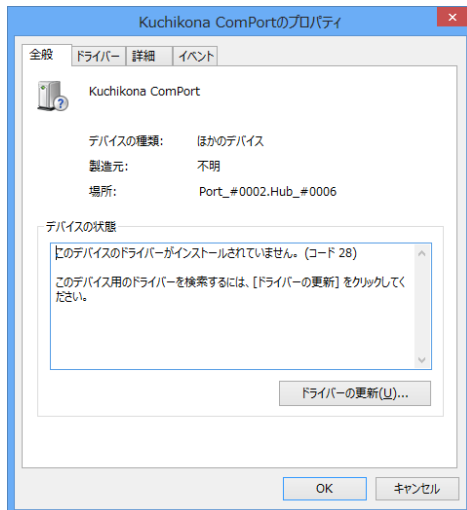 Kuchikona ComPortのプロパティ
全般 ドライバー 詳細 イベント
Kuchikona ComPort
デバイスの種類: ほかのデバイス
製造元: 不明
場所: Port_#0002.Hub_#0006
デバイスの状態
このデバイスのドライバーがインストールされていません。(コード 28)
このデバイス用のドライバーを検索するには、[ドライバーの更新] をクリックしてく
ださい。
ドライバーの更新(U)...
OK キャンセル